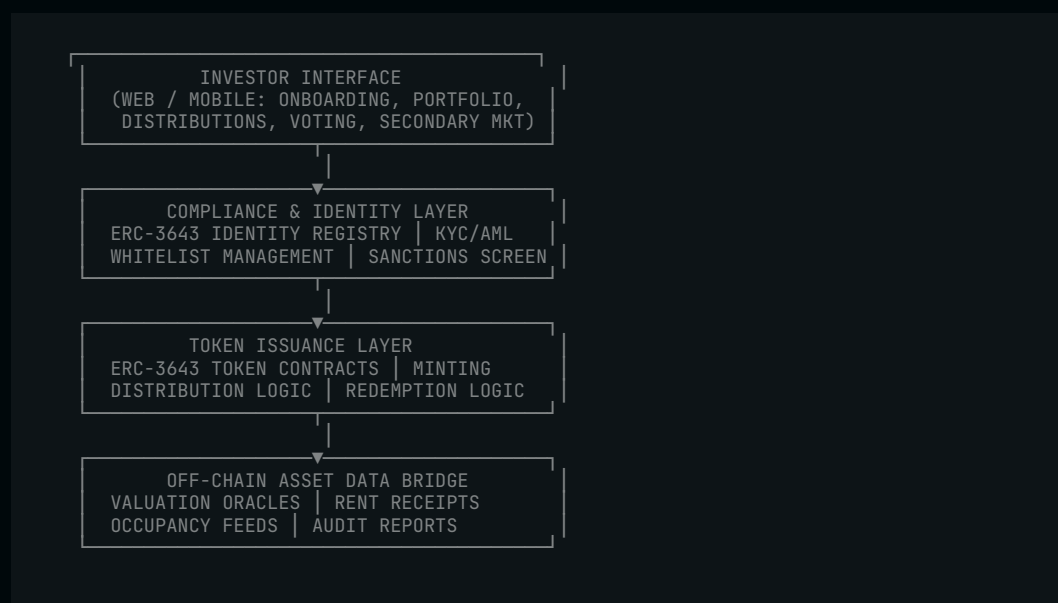 INVESTOR INTERFACE
(WEB / MOBILE: ONBOARDING, PORTFOLIO,
DISTRIBUTIONS, VOTING, SECONDARY MKT)
COMPLIANCE & IDENTITY LAYER
ERC-3643 IDENTITY REGISTRY │ KYC/AML
WHITELIST MANAGEMENT │ SANCTIONS SCREEN
TOKEN ISSUANCE LAYER
ERC-3643 TOKEN CONTRACTS │ MINTING
DISTRIBUTION LOGIC │ REDEMPTION LOGIC
OFF-CHAIN ASSET DATA BRIDGE
VALUATION ORACLES │ RENT RECEIPTS
OCCUPANCY FEEDS │ AUDIT REPORTS